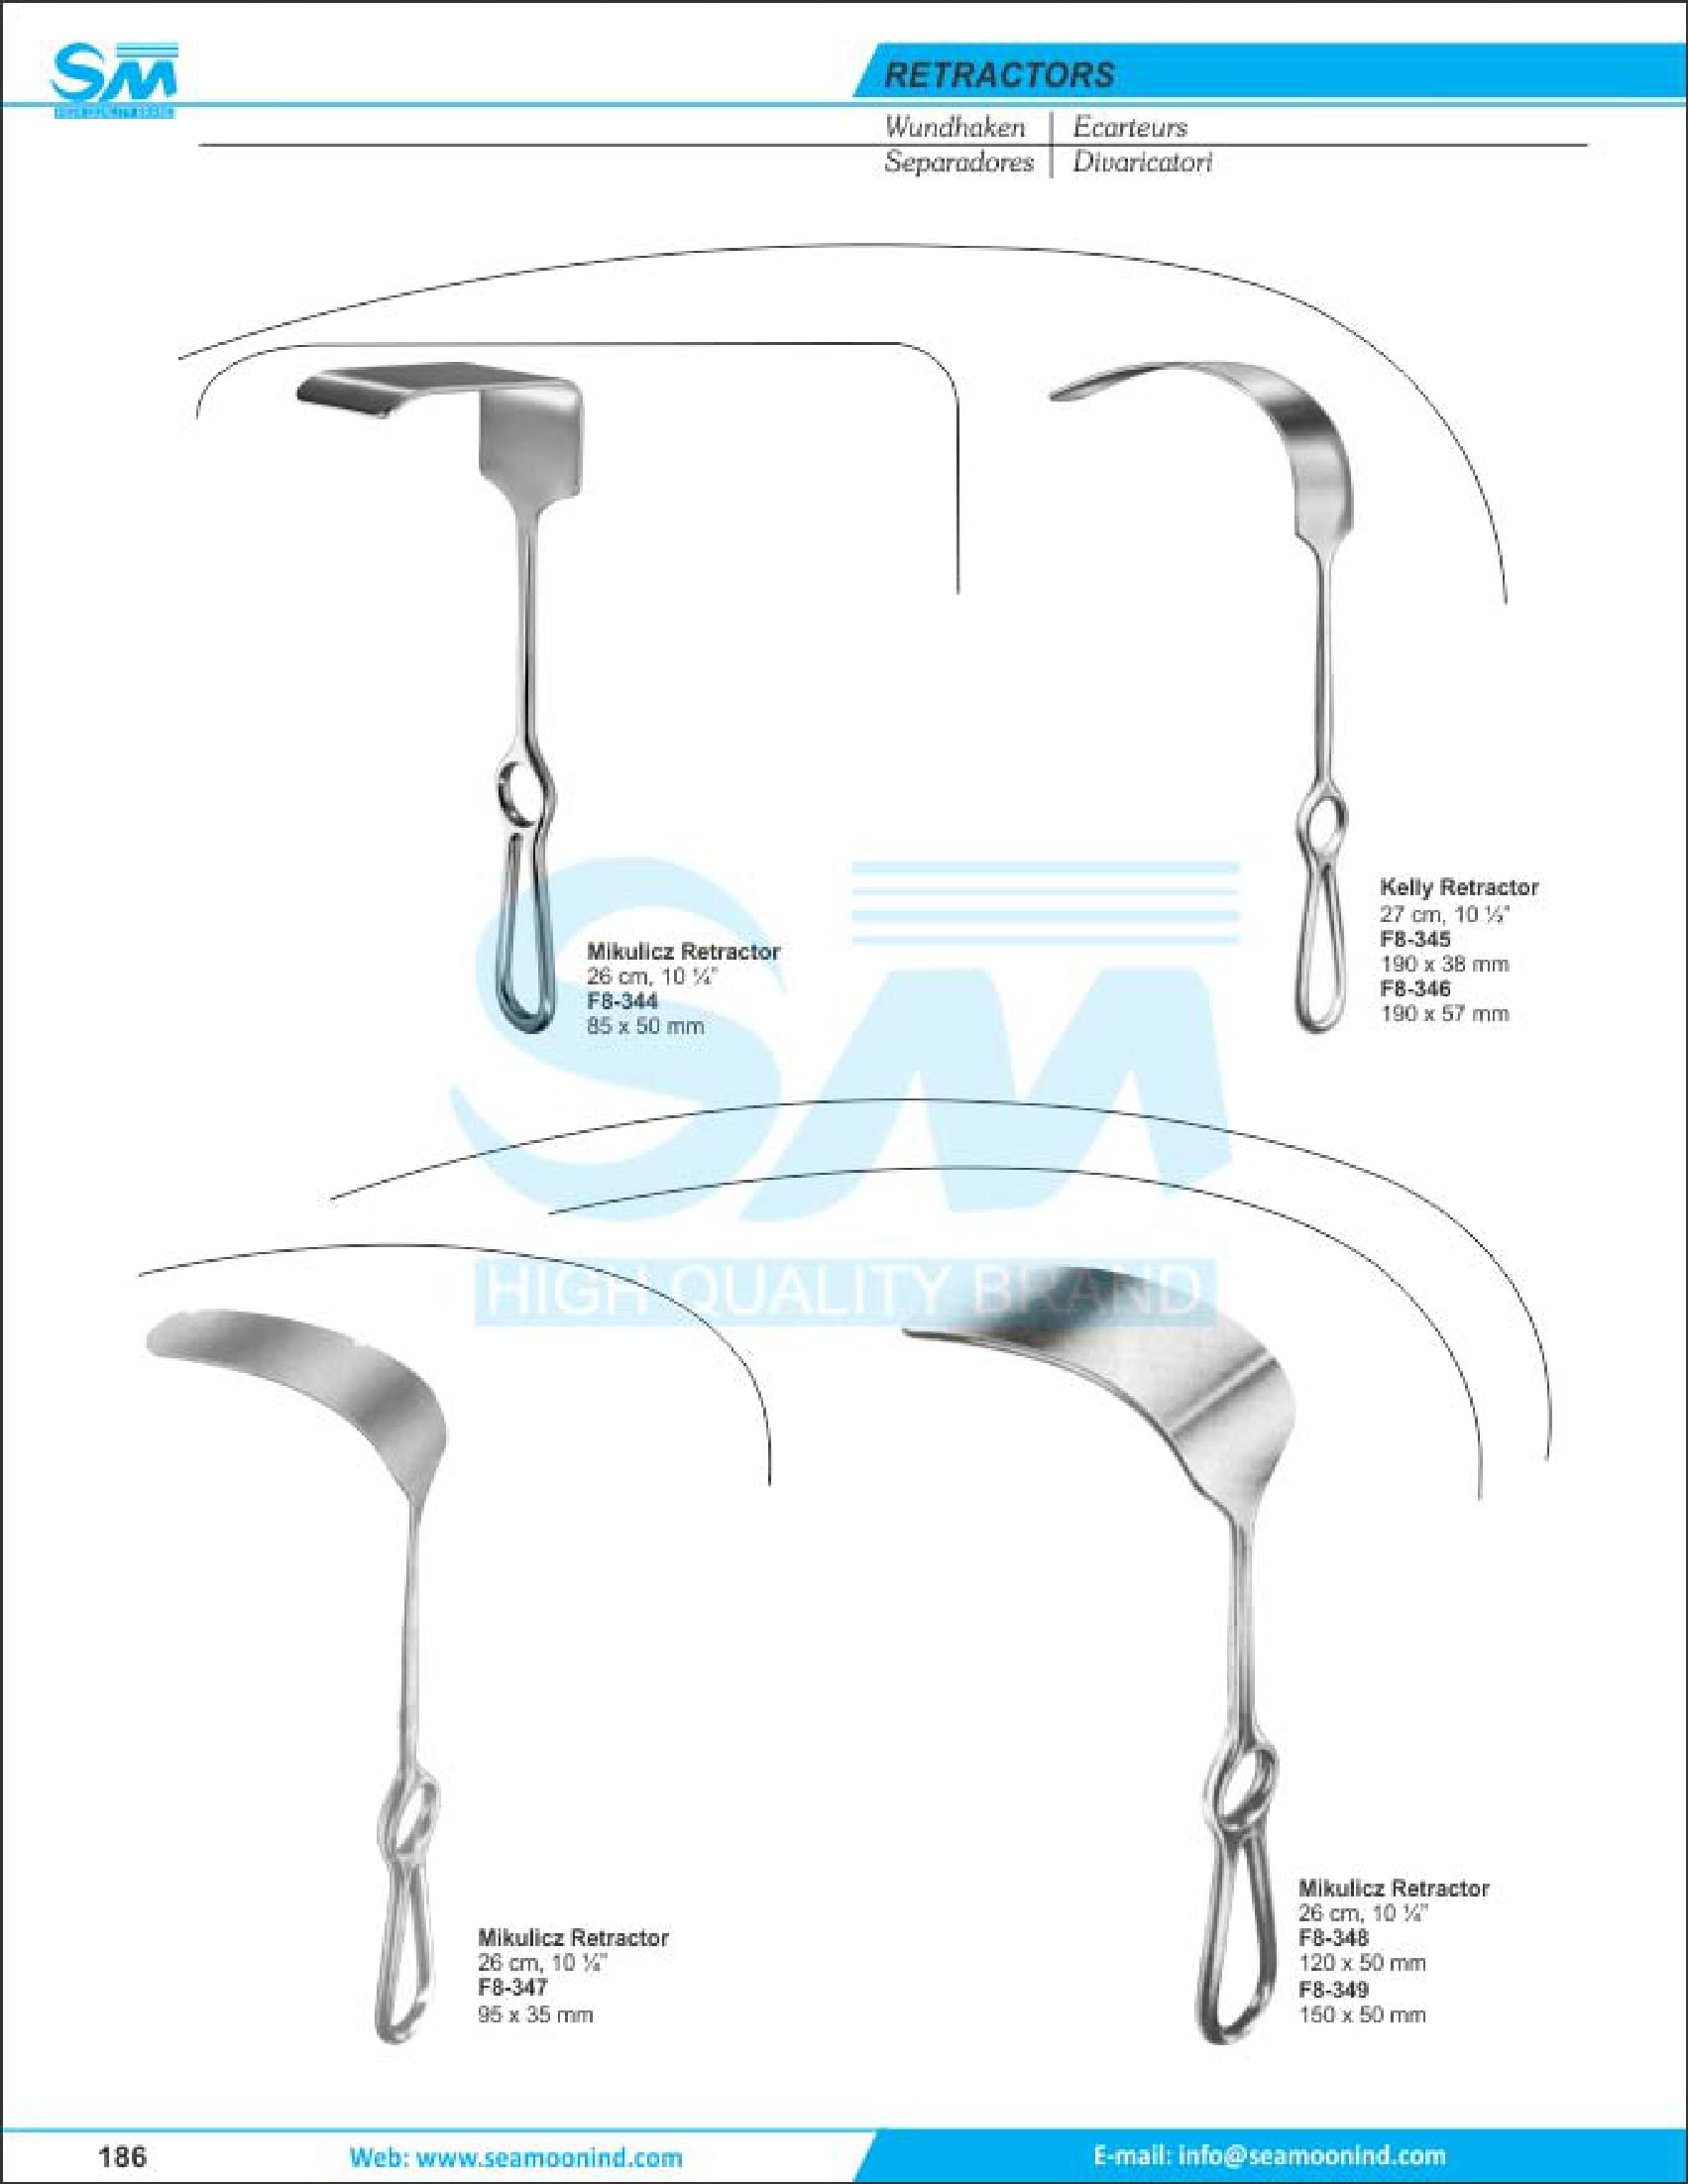 SM
RETRACTORS
Wundhaken
Ecarteurs
Separadores
Divaricatori
Mikulicz Retractor
26 cm, 10 ¼"
F8-344
85 x 50 mm
Kelly Retractor
27 cm, 10 ½"
F8-345
190 x 38 mm
F8-346
190 x 57 mm
SM
HIGH QUALITY BRAND
Mikulicz Retractor
26 cm, 10 ¼"
F8-347
95 x 35 mm
Mikulicz Retractor
26 cm, 10 ¼"
F8-348
120 x 50 mm
F8-349
150 x 50 mm
186
Web: www.seamoonind.com
E-mail: info@seamoonind.com